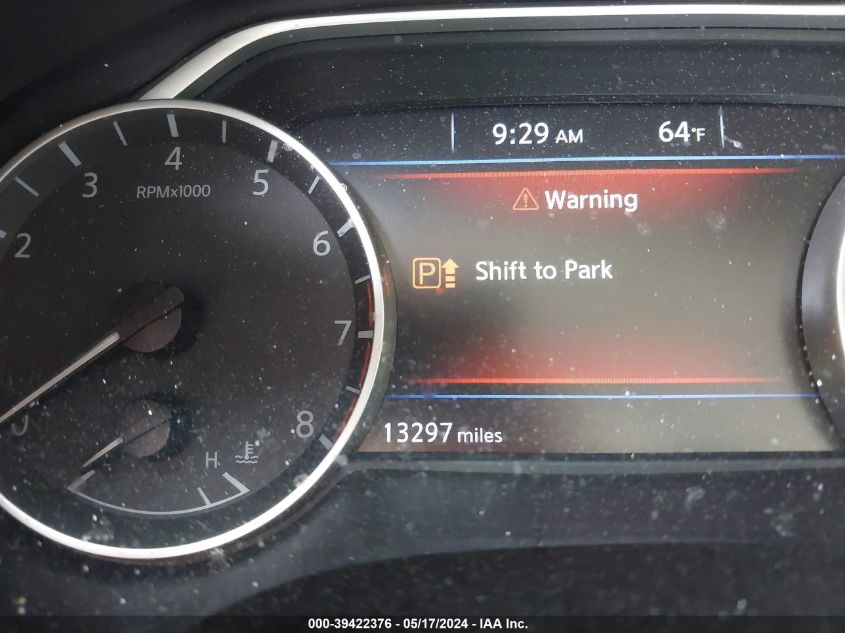 9:29 AM 64°F
Warning
P Shift to Park
13297 miles
2 3 4 5 6 7 8
RPMx1000
H
000-39422376 - 05/17/2024 - IAA Inc.